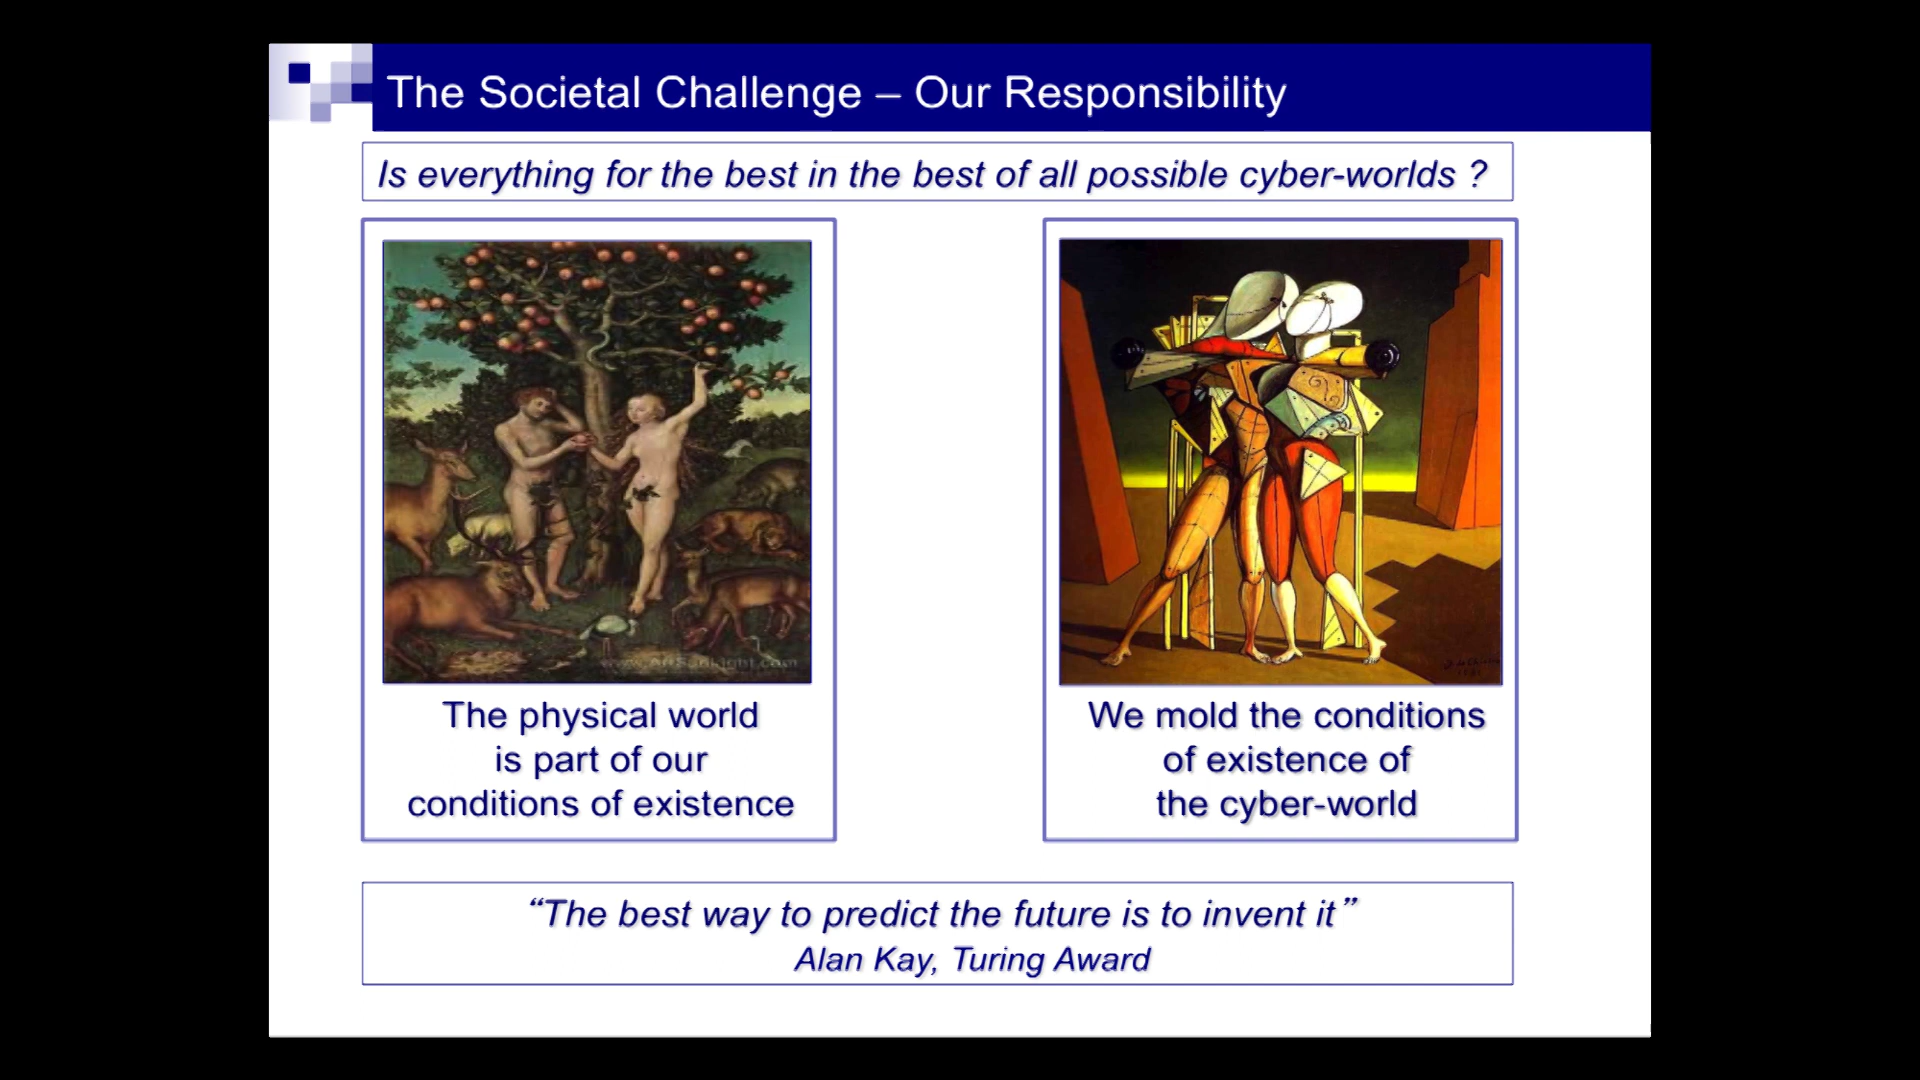 The Societal Challenge – Our Responsibility
Is everything for the best in the best of all possible cyber-worlds ?
The physical world
is part of our
conditions of existence
We mold the conditions
of existence of
the cyber-world
“The best way to predict the future is to invent it”
Alan Kay, Turing Award